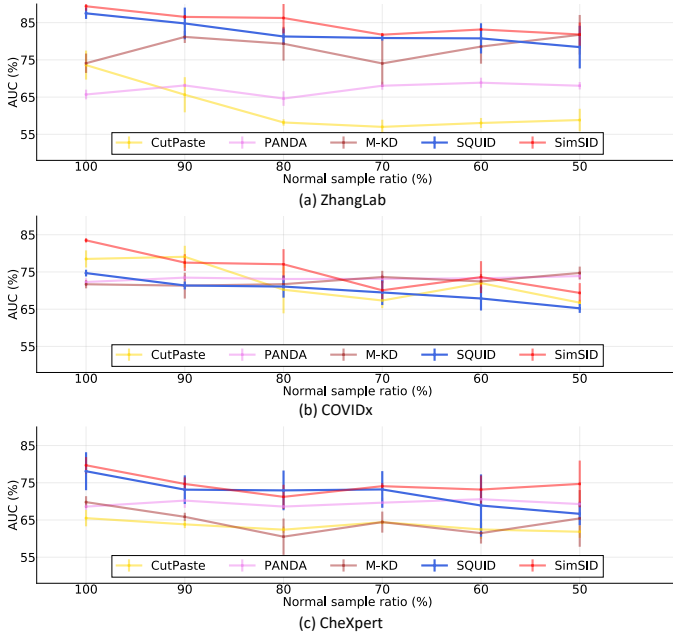 85
75
65
55
AUC (%)
CutPaste PANDA M-KD SQUID SimSID
100 90 80 70 60 50
Normal sample ratio (%)
(a) ZhangLab
85
75
65
55
AUC (%)
CutPaste PANDA M-KD SQUID SimSID
100 90 80 70 60 50
Normal sample ratio (%)
(b) COVIDx
85
75
65
55
AUC (%)
CutPaste PANDA M-KD SQUID SimSID
100 90 80 70 60 50
Normal sample ratio (%)
(c) CheXpert